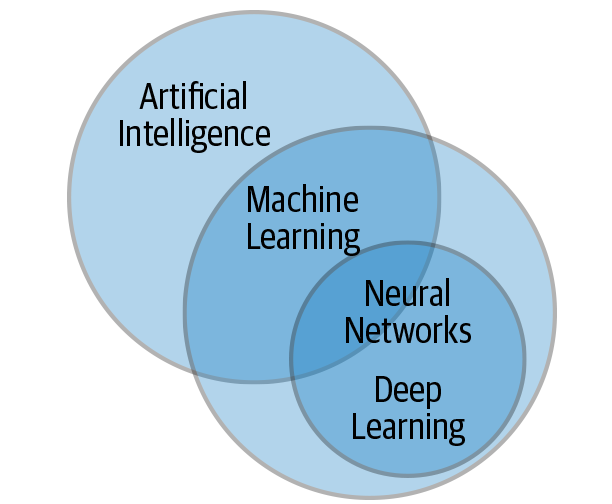 Artificial
Intelligence
Machine
Learning
Neural
Networks
Deep
Learning